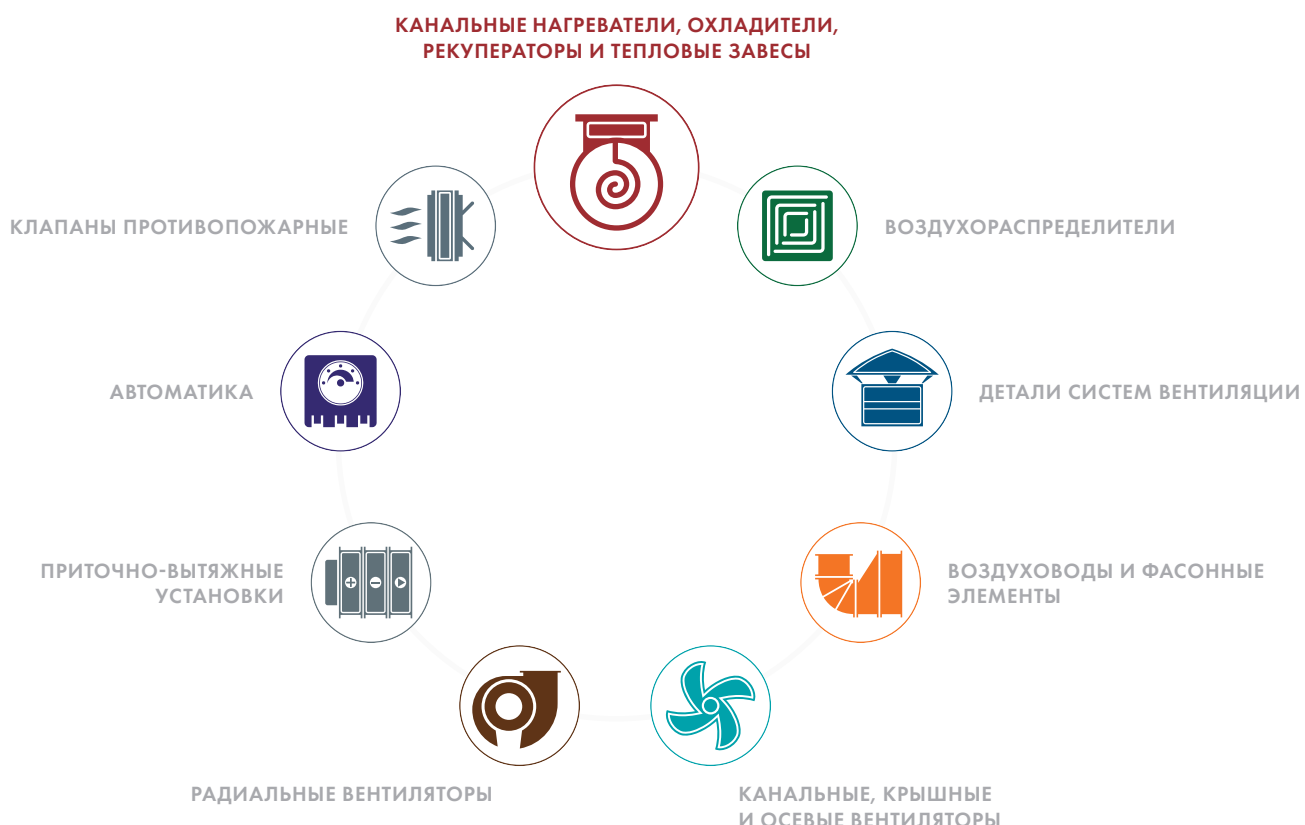 КАНАЛЬНЫЕ НАГРЕВАТЕЛИ, ОХЛАДИТЕЛИ,
РЕКУПЕРАТОРЫ И ТЕПЛОВЫЕ ЗАВЕСЫ
КЛАПАНЫ ПРОТИВОПОЖАРНЫЕ
ВОЗДУХОРАСПРЕДЕЛИТЕЛИ
АВТОМАТИКА
ДЕТАЛИ СИСТЕМ ВЕНТИЛЯЦИИ
ПРИТОЧНО-ВЫТЯЖНЫЕ
УСТАНОВКИ
ВОЗДУХОВОДЫ И ФАСОННЫЕ
ЭЛЕМЕНТЫ
РАДИАЛЬНЫЕ ВЕНТИЛЯТОРЫ
КАНАЛЬНЫЕ, КРЫШНЫЕ
И ОСЕВЫЕ ВЕНТИЛЯТОРЫ